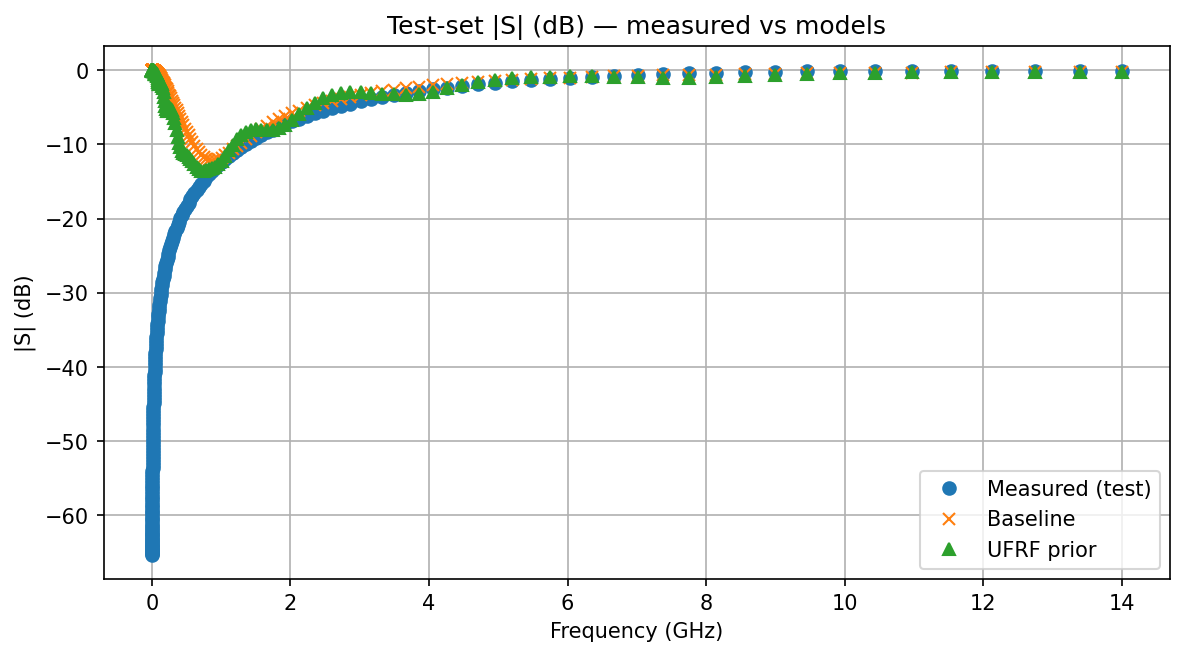 Test-set |S| (dB) — measured vs models
|S| (dB)
0
−10
−20
−30
−40
−50
−60
0 2 4 6 8 10 12 14
Frequency (GHz)
Measured (test)
Baseline
UFRF prior